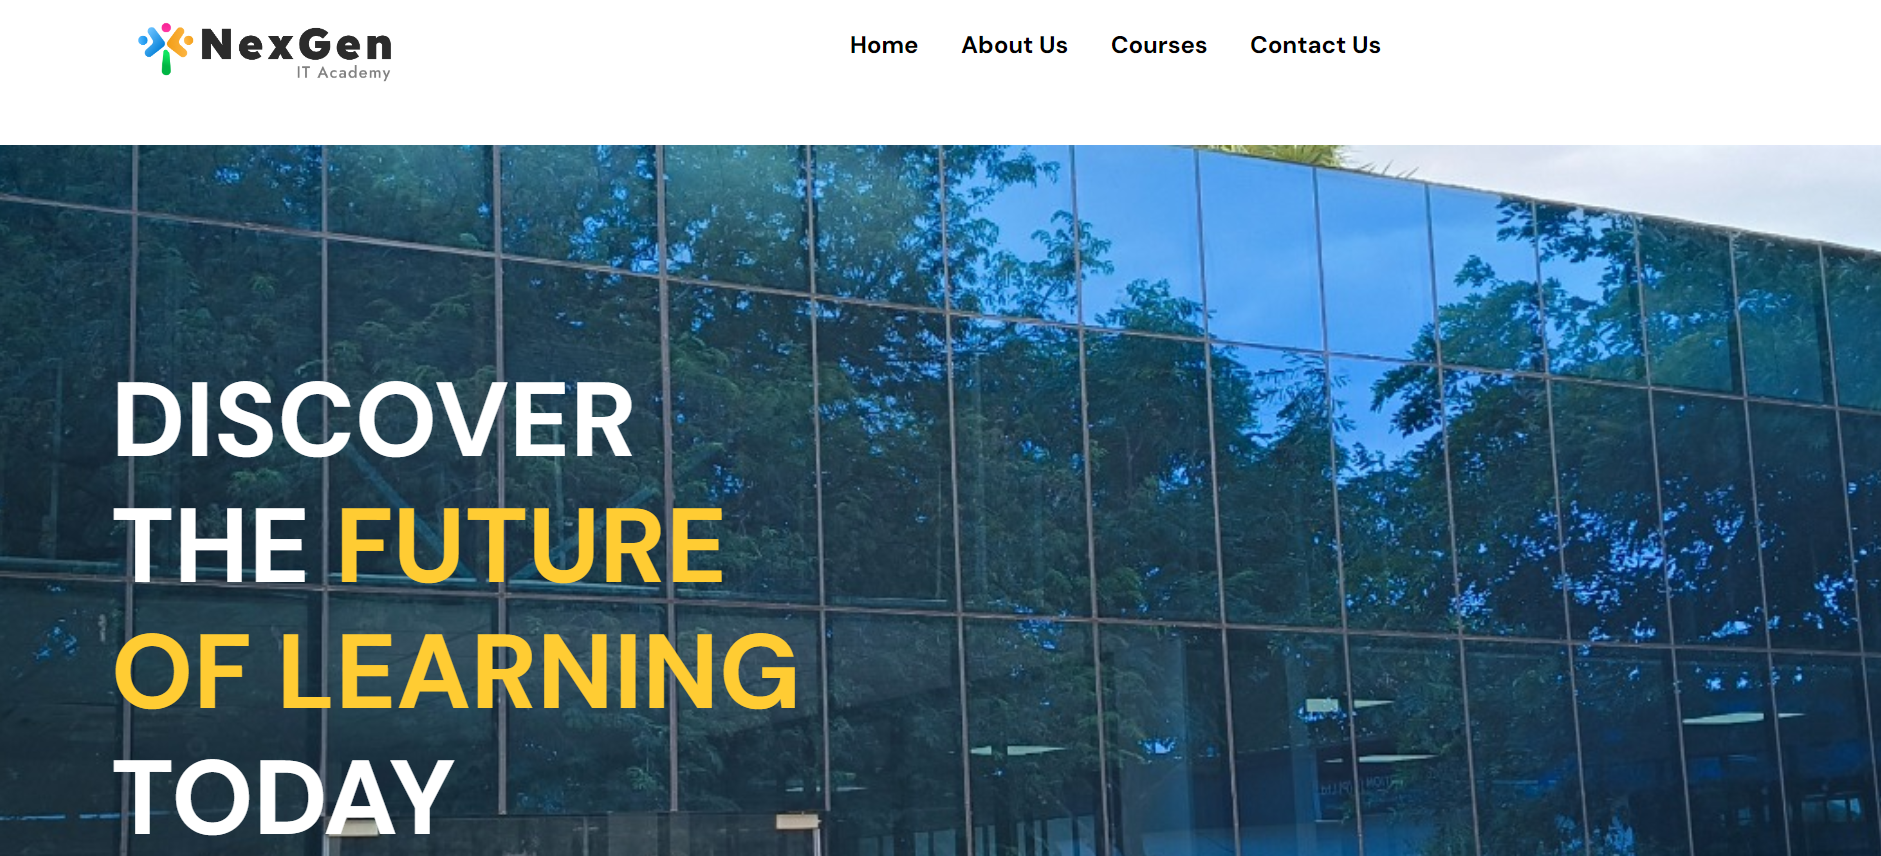 NexGen
IT Academy
Home About Us Courses Contact Us
DISCOVER
THE FUTURE
OF LEARNING
TODAY